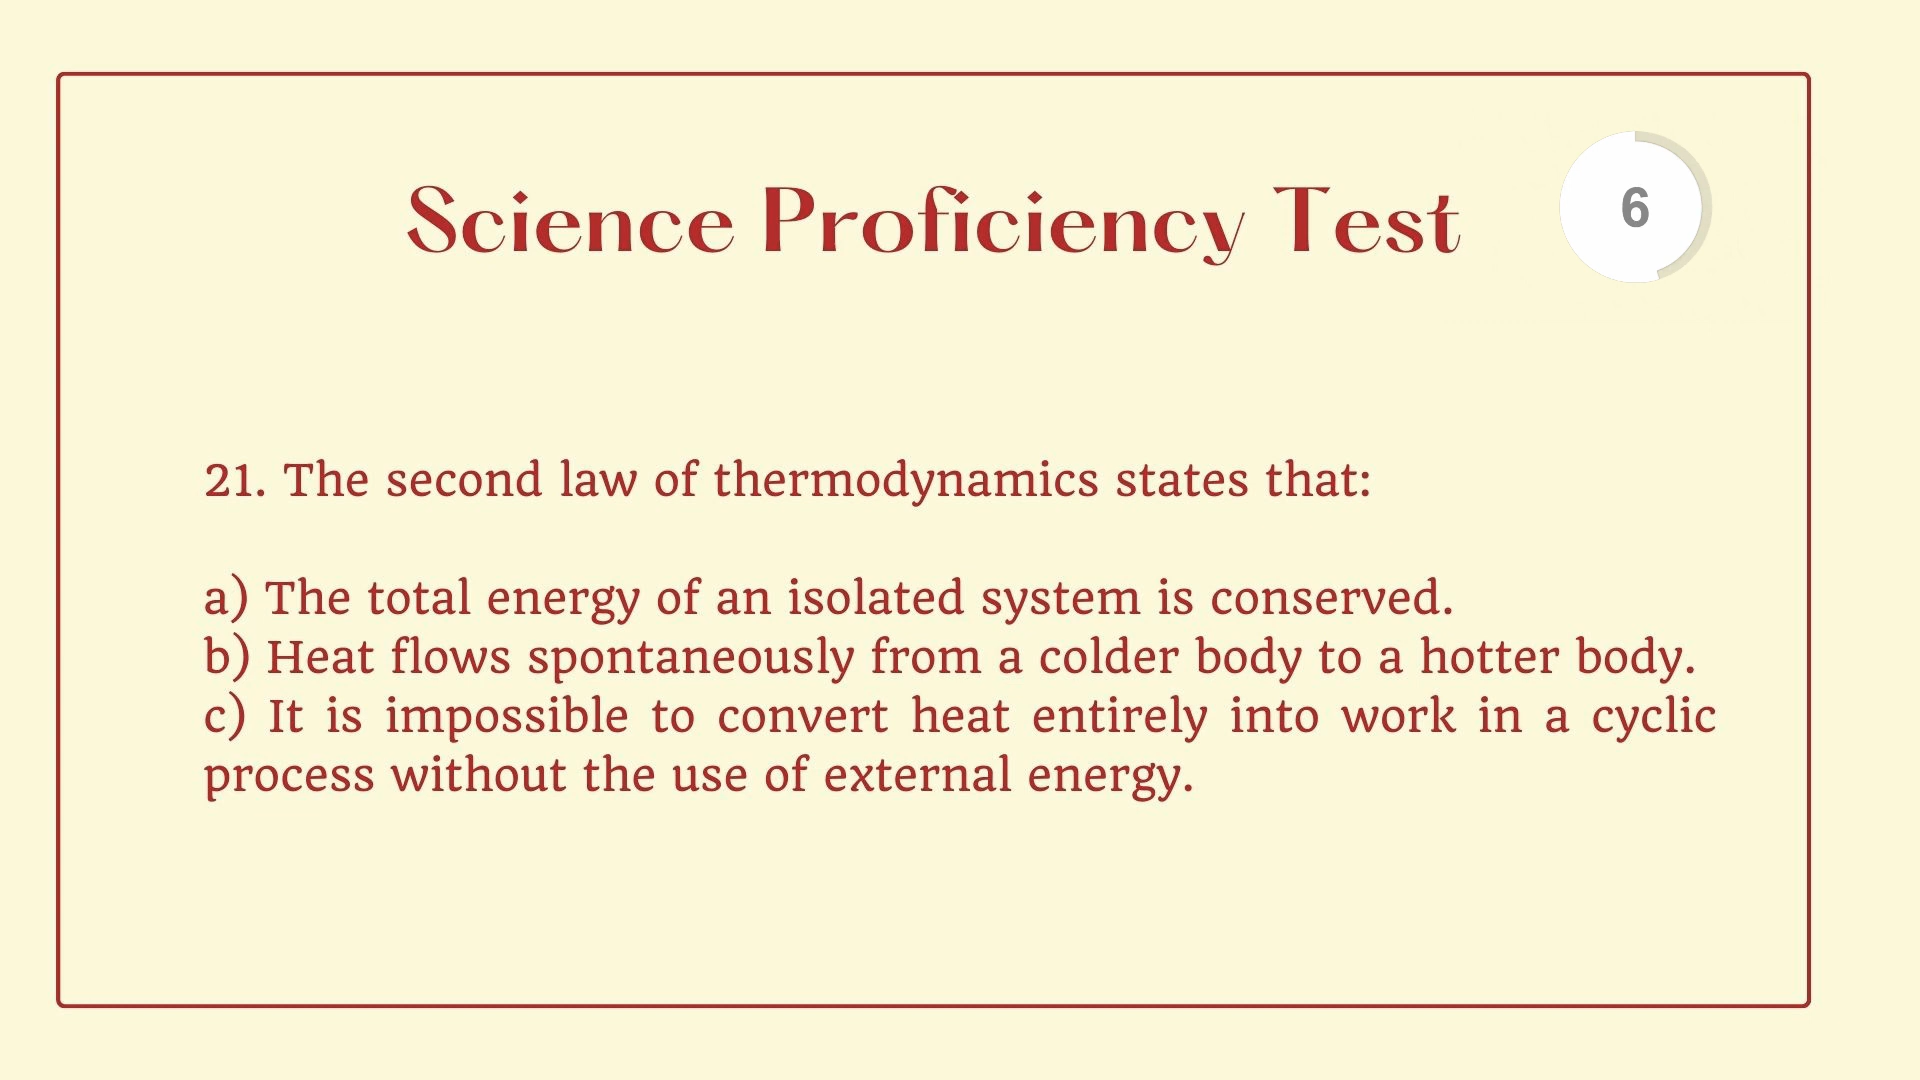 Science Proficiency Test
6
21. The second law of thermodynamics states that:
a) The total energy of an isolated system is conserved.
b) Heat flows spontaneously from a colder body to a hotter body.
c) It is impossible to convert heat entirely into work in a cyclic
process without the use of external energy.